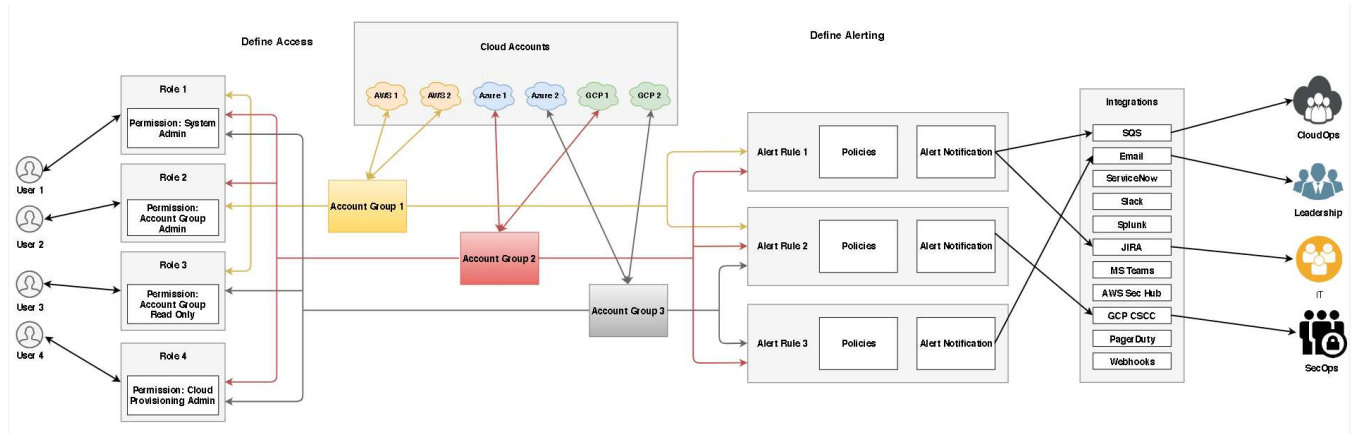 Define Access
Cloud Accounts
Define Alerting
AWS 1
AWS 2
Azure 1
Azure 2
GCP 1
GCP 2
Role 1
Permission: System
Admin
Role 2
Permission:
Account Group
Admin
Role 3
Permission:
Account Group
Read Only
Role 4
Permission: Cloud
Provisioning Admin
User 1
User 2
User 3
User 4
Account Group 1
Account Group 2
Account Group 3
Alert Rule 1
Policies
Alert Notification
Alert Rule 2
Policies
Alert Notification
Alert Rule 3
Policies
Alert Notification
Integrations
SQS
Email
ServiceNow
Slack
Splunk
JIRA
MS Teams
AWS Sec Hub
GCP CSCC
PagerDuty
Webhooks
CloudOps
Leadership
IT
SecOps